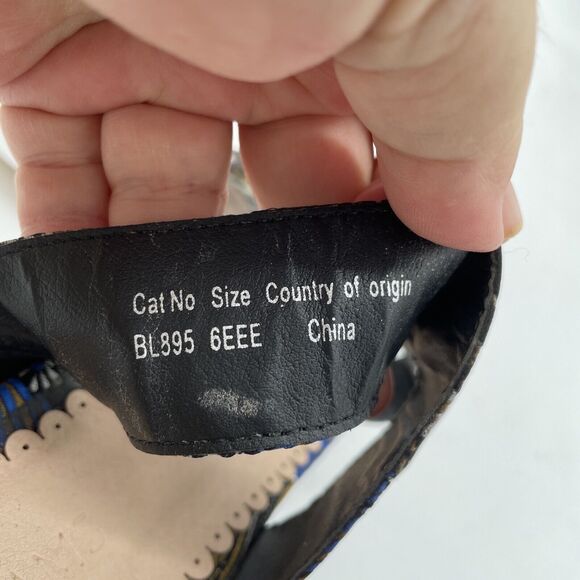 Cat No Size Country of origin
BL895 6EEE China